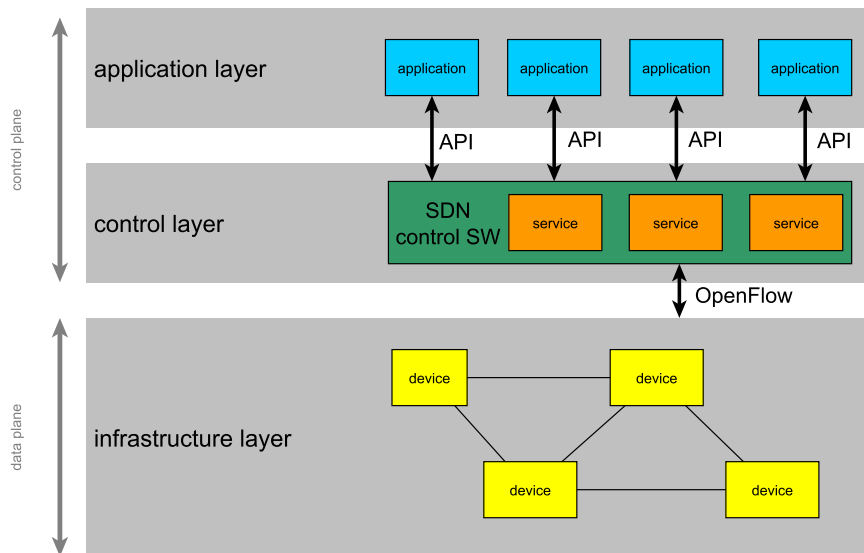 application layer
application
application
application
application
API
API
API
API
control plane
control layer
SDN
control SW
service
service
service
OpenFlow
data plane
infrastructure layer
device
device
device
device